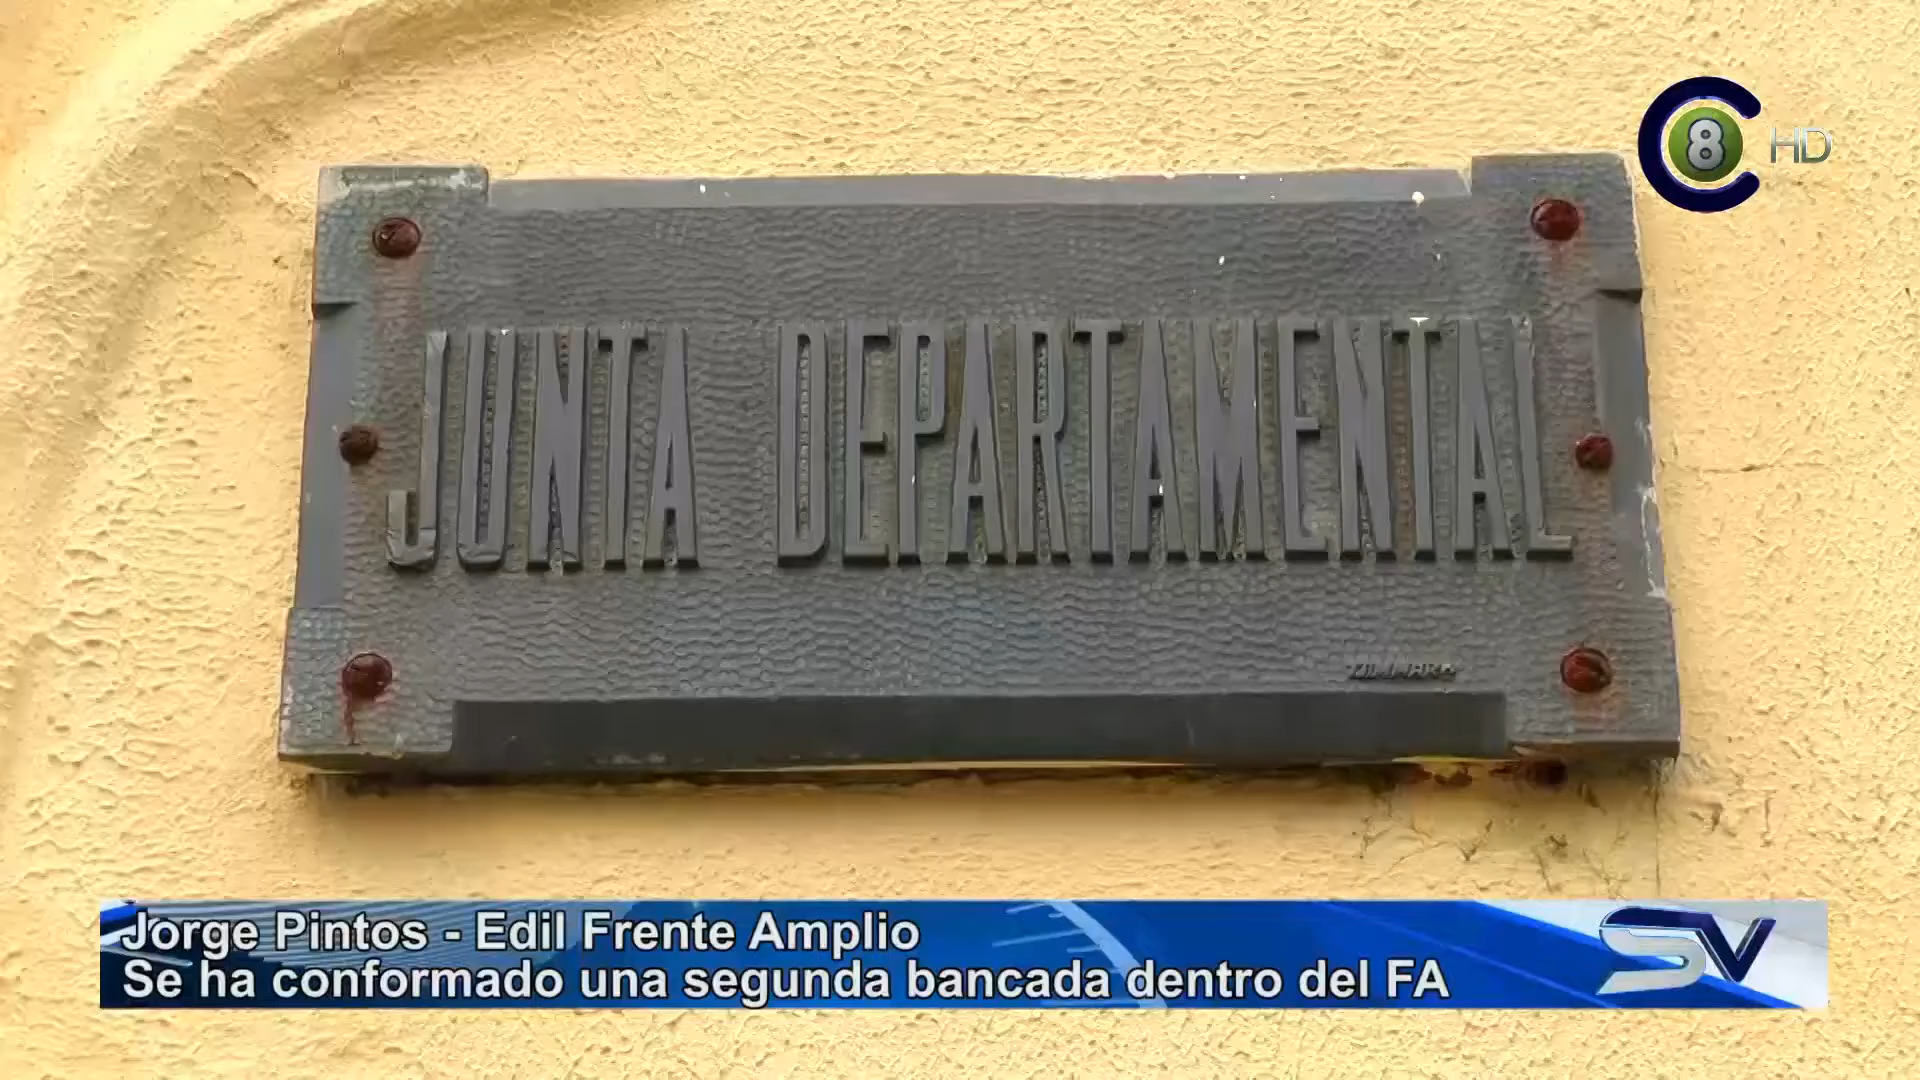 8 HD
JUNTA DEPARTAMENTAL
Jorge Pintos - Edil Frente Amplio
Se ha conformado una segunda bancada dentro del FA
SV